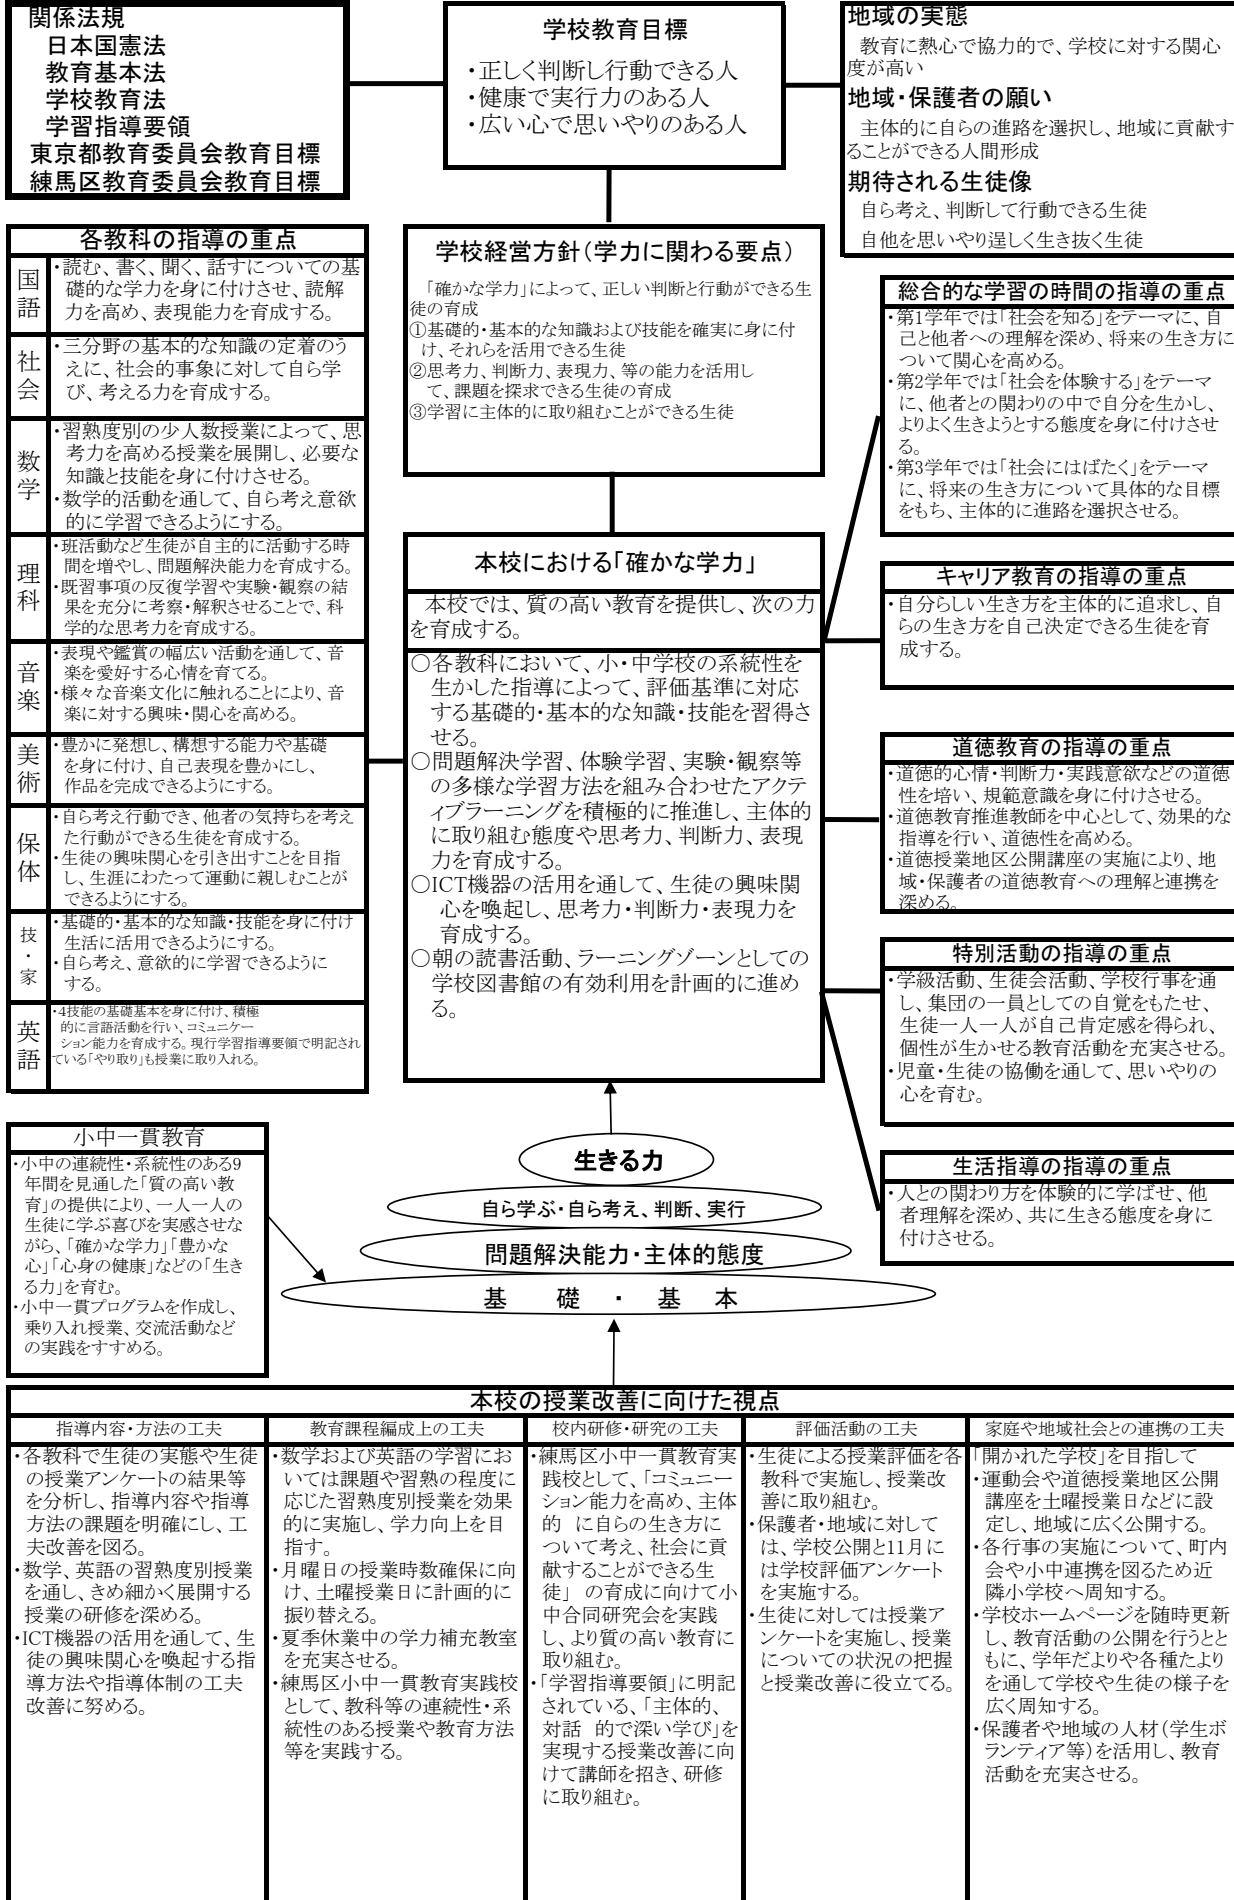 関係法規
日本国憲法
教育基本法
学校教育法
学習指導要領
東京都教育委員会教育目標
練馬区教育委員会教育目標
学校教育目標
・正しく判断し行動できる人
・健康で実行力のある人
・広い心で思いやりのある人
地域の実態
教育に熱心で協力的で、学校に対する関心
度が高い
地域・保護者の願い
主体的に自らの進路を選択し、地域に貢献す
ることができる人間形成
期待される生徒像
自ら考え、判断して行動できる生徒
自他を思いやり逞しく生き抜く生徒
各教科の指導の重点
国語
・読む、書く、聞く、話すについての基
礎的な学力を身に付けさせ、読解
力を高め、表現能力を育成する。
社会
・三分野の基本的な知識の定着のう
えに、社会的事象に対して自ら学
び、考える力を育成する。
数学
・習熟度別の少人数授業によって、思
考力を高める授業を展開し、必要な
知識と技能を身に付けさせる。
・数学的活動を通して、自ら考え意欲
的に学習できるようにする。
理科
・班活動など生徒が自主的に活動する時
間を増やし、問題解決能力を育成する。
・既習事項の反復学習や実験・観察の結
果を充分に考察・解釈させることで、科
学的な思考力を育成する。
音楽
・表現や鑑賞の幅広い活動を通して、音
楽を愛好する心情を育てる。
・様々な音楽文化に触れることにより、音
楽に対する興味・関心を高める。
美術
・豊かに発想し、構想する能力や基礎
を身に付け、自己表現を豊かにし、
作品を完成できるようにする。
保体
・自ら考え行動でき、他者の気持ちを考え
た行動ができる生徒を育成する。
・生徒の興味関心を引き出すことを目指
し、生涯にわたって運動に親しむことが
できるようにする。
技・家
・基礎的・基本的な知識・技能を身に付け
生活に活用できるようにする。
・自ら考え、意欲的に学習できるように
する。
英語
・4技能の基礎基本を身に付け、積極
的に言語活動を行い、コミュニケー
ション能力を育成する。現行学習指導要領で明記され
ている「やり取り」も授業に取り入れる。
学校経営方針(学力に関わる要点)
「確かな学力」によって、正しい判断と行動ができる生
徒の育成
①基礎的・基本的な知識および技能を確実に身に付
け、それらを活用できる生徒
②思考力、判断力、表現力、等の能力を活用し
て、課題を探求できる生徒の育成
③学習に主体的に取り組むことができる生徒
本校における「確かな学力」
本校では、質の高い教育を提供し、次の力
を育成する。
○各教科において、小・中学校の系統性を
生かした指導によって、評価基準に対応
する基礎的・基本的な知識・技能を習得さ
せる。
○問題解決学習、体験学習、実験・観察等
の多様な学習方法を組み合わせたアクテ
ィブラーニングを積極的に推進し、主体的
に取り組む態度や思考力、判断力、表現
力を育成する。
○ICT機器の活用を通して、生徒の興味関
心を喚起し、思考力・判断力・表現力を
育成する。
○朝の読書活動、ラーニングゾーンとしての
学校図書館の有効利用を計画的に進め
る。
総合的な学習の時間の指導の重点
・第1学年では「社会を知る」をテーマに、自
己と他者への理解を深め、将来の生き方に
ついて関心を高める。
・第2学年では「社会を体験する」をテーマ
に、他者との関わりの中で自分を生かし、
よりよく生きようとする態度を身に付けさせ
る。
・第3学年では「社会にはばたく」をテーマ
に、将来の生き方について具体的な目標
をもち、主体的に進路を選択させる。
キャリア教育の指導の重点
・自分らしい生き方を主体的に追求し、自
らの生き方を自己決定できる生徒を育
成する。
道徳教育の指導の重点
・道徳的心情・判断力・実践意欲などの道徳
性を培い、規範意識を身に付けさせる。
・道徳教育推進教師を中心として、効果的な
指導を行い、道徳性を高める。
・道徳授業地区公開講座の実施により、地
域・保護者の道徳教育への理解と連携を
深める。
特別活動の指導の重点
・学級活動、生徒会活動、学校行事を通
し、集団の一員としての自覚をもたせ、
生徒一人一人が自己肯定感を得られ、
個性が生かせる教育活動を充実させる。
・児童・生徒の協働を通して、思いやりの
心を育む。
生活指導の指導の重点
・人との関わり方を体験的に学ばせ、他
者理解を深め、共に生きる態度を身に
付けさせる。
小中一貫教育
・小中の連続性・系統性のある9
年間を見通した「質の高い教
育」の提供により、一人一人の
生徒に学ぶ喜びを実感させな
がら、「確かな学力」「豊かな
心」「心身の健康」などの「生き
る力」を育む。
・小中一貫プログラムを作成し、
乗り入れ授業、交流活動など
の実践をすすめる。
生きる力
自ら学ぶ・自ら考え、判断、実行
問題解決能力・主体的態度
基 礎 ・ 基 本
本校の授業改善に向けた視点
指導内容・方法の工夫
・各教科で生徒の実態や生徒
の授業アンケートの結果等
を分析し、指導内容や指導
方法の課題を明確にし、工
夫改善を図る。
・数学、英語の習熟度別授業
を通し、きめ細かく展開する
授業の研修を深める。
・ICT機器の活用を通して、生
徒の興味関心を喚起する指
導方法や指導体制の工夫
改善に努める。
教育課程編成上の工夫
・数学および英語の学習にお
いては課題や習熟の程度に
応じた習熟度別授業を効果
的に実施し、学力向上を目
指す。
・月曜日の授業時数確保に向
け、土曜授業日に計画的に
振り替える。
・夏季休業中の学力補充教室
を充実させる。
・練馬区小中一貫教育実践校
として、教科等の連続性・系
統性のある授業や教育方法
等を実践する。
校内研修・研究の工夫
・練馬区小中一貫教育実
践校として、「コミュニー
ション能力を高め、主体
的 に自らの生き方に
ついて考え、社会に貢
献することができる生
徒」 の育成に向けて小
中合同研究会を実践
し、より質の高い教育に
取り組む。
・「学習指導要領」に明記
されている、「主体的、
対話 的で深い学び」を
実現する授業改善に向
けて講師を招き、研修
に取り組む。
評価活動の工夫
・生徒による授業評価を各
教科で実施し、授業改
善に取り組む。
・保護者・地域に対して
は、学校公開と11月に
は学校評価アンケート
を実施する。
・生徒に対しては授業ア
ンケートを実施し、授業
についての状況の把握
と授業改善に役立てる。
家庭や地域社会との連携の工夫
「開かれた学校」を目指して
・運動会や道徳授業地区公開
講座を土曜授業日などに設
定し、地域に広く公開する。
・各行事の実施について、町内
会や小中連携を図るため近
隣小学校へ周知する。
・学校ホームページを随時更新
し、教育活動の公開を行うとと
もに、学年だよりや各種たより
を通して学校や生徒の様子を
広く周知する。
・保護者や地域の人材(学生ボ
ランティア等)を活用し、教育
活動を充実させる。